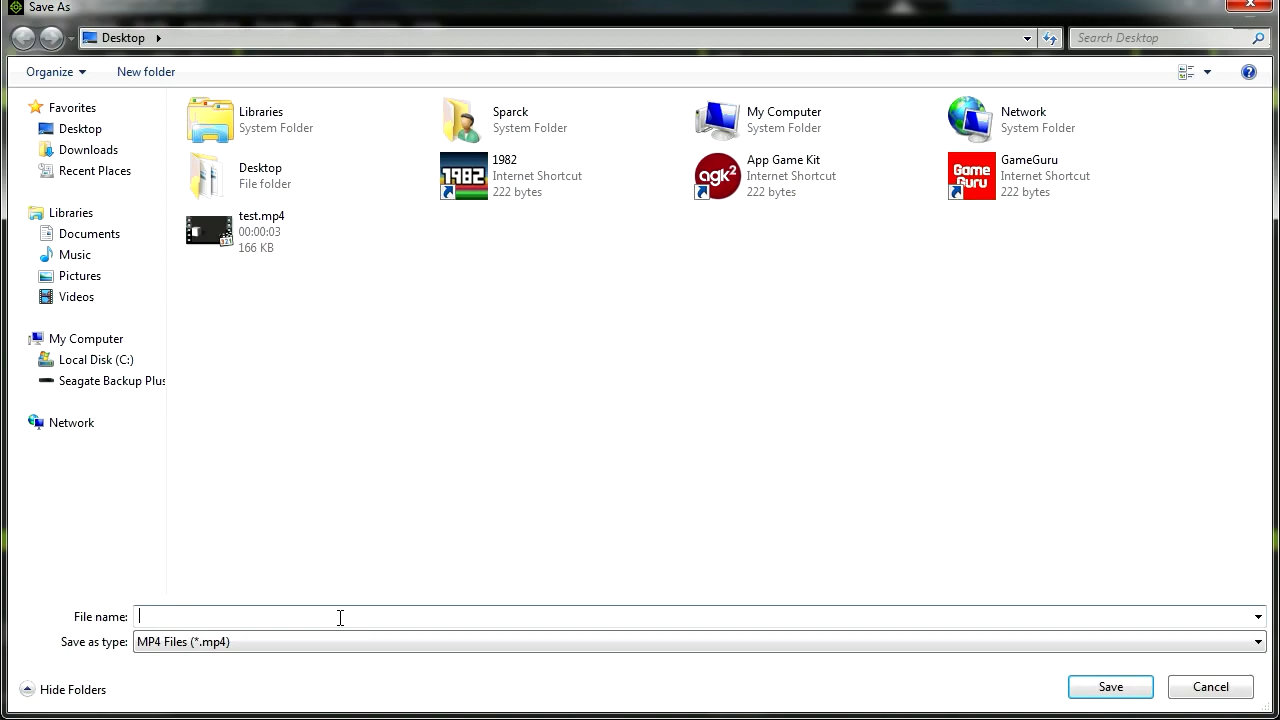 Save As
Desktop
Search Desktop
Organize
New folder
Favorites
Desktop
Downloads
Recent Places
Libraries
Documents
Music
Pictures
Videos
My Computer
Local Disk (C:)
Seagate Backup Plus
Network
Libraries
System Folder
Sparck
System Folder
My Computer
System Folder
Network
System Folder
Desktop
File folder
1982
1982
Internet Shortcut
222 bytes
agk2
App Game Kit
Internet Shortcut
222 bytes
Game
Guru
GameGuru
Internet Shortcut
222 bytes
test.mp4
00:00:03
166 KB
File name:
Save as type:
MP4 Files (*.mp4)
Hide Folders
Save
Cancel